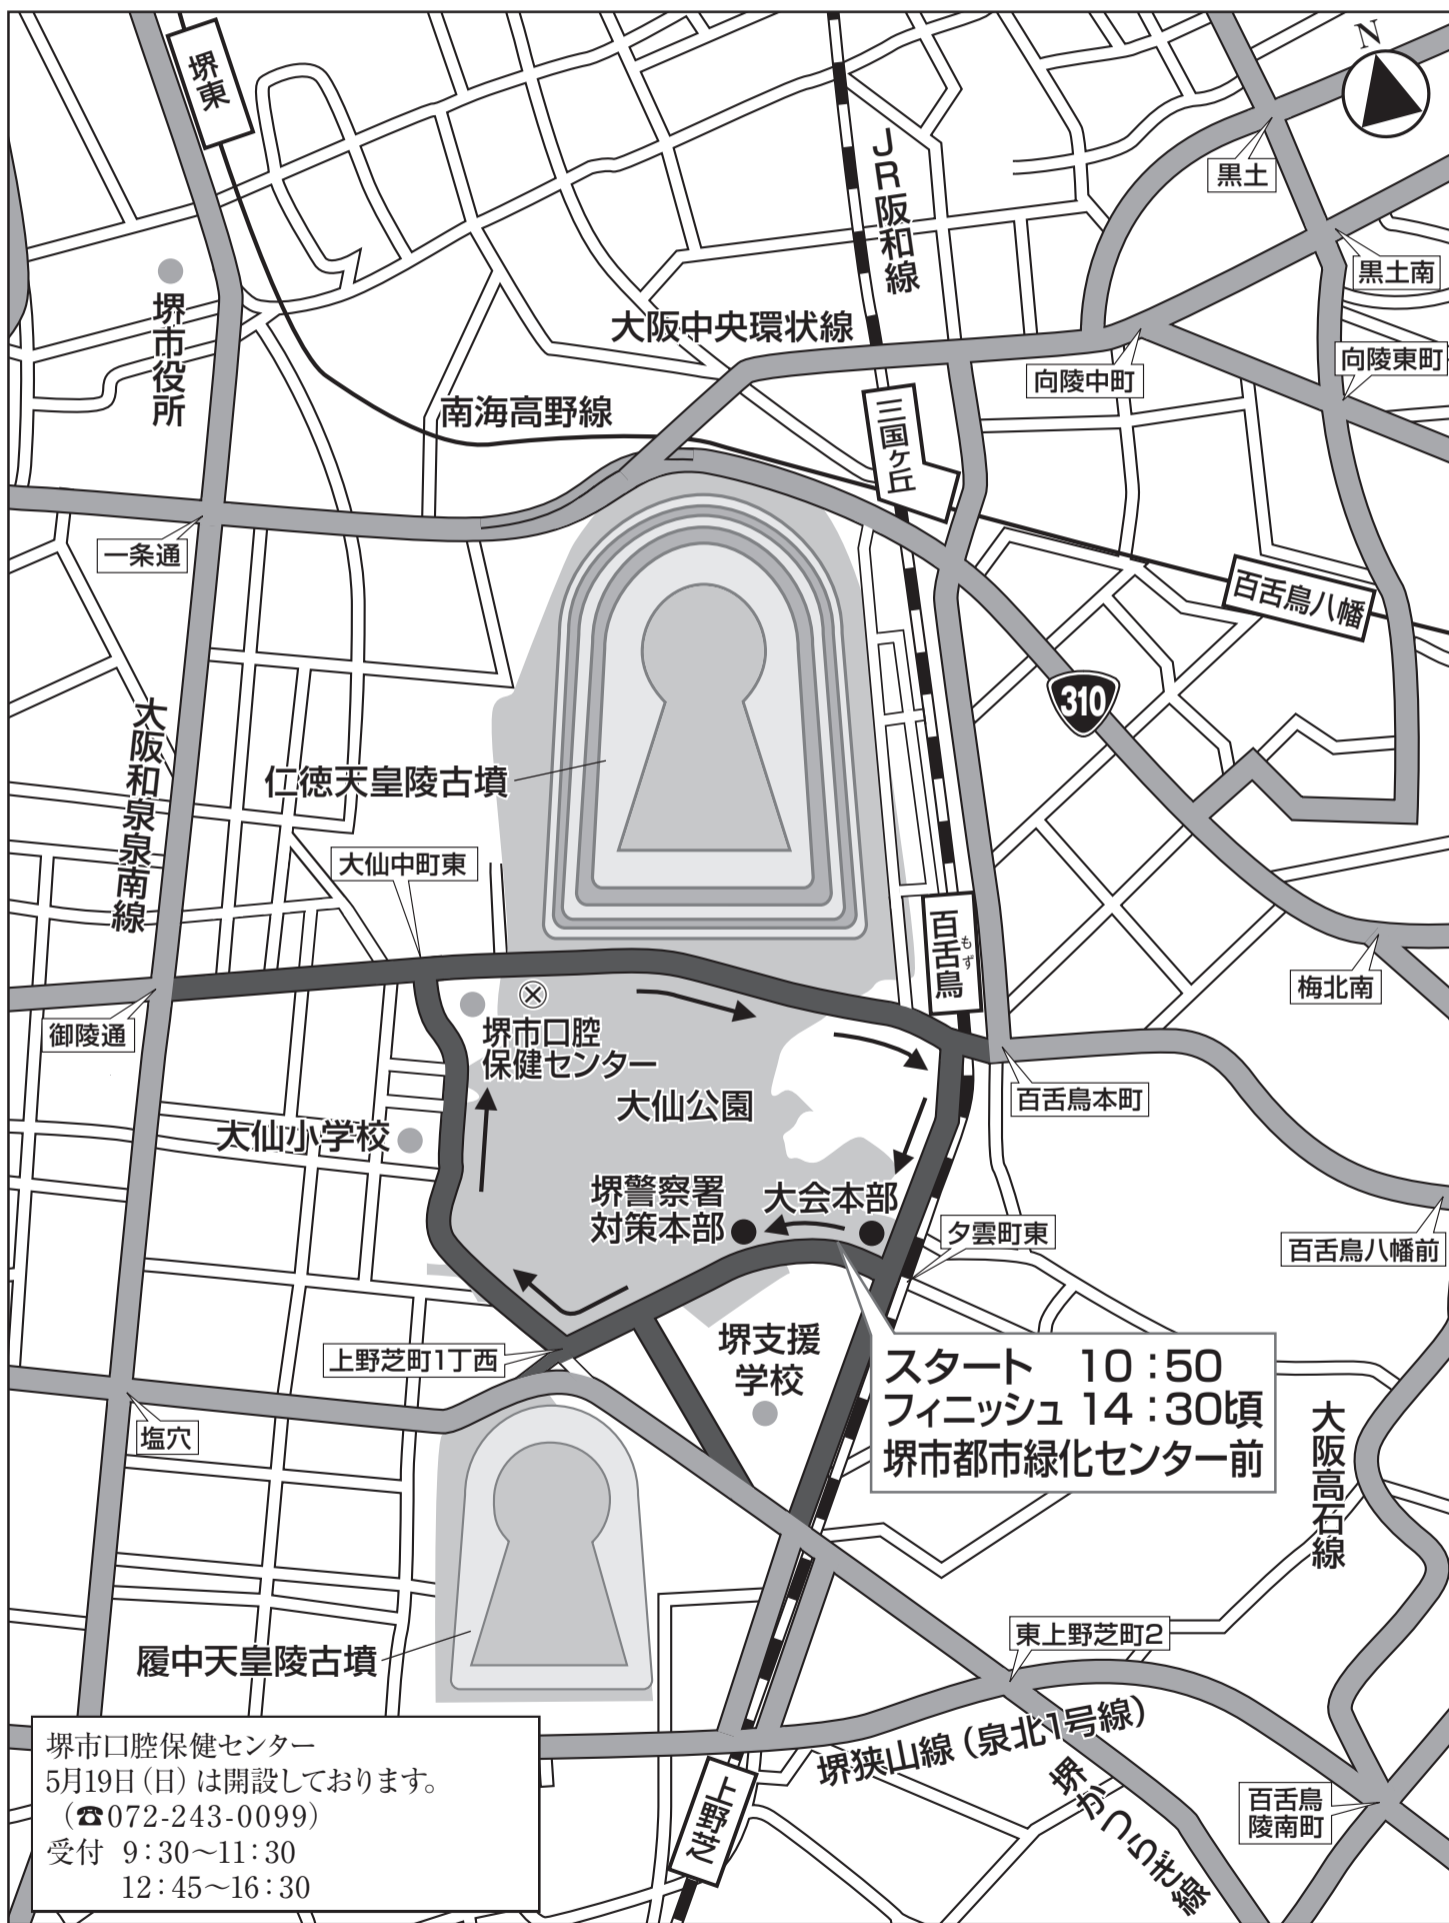 堺東
N
JR阪和線
黒土
黒土南
堺市役所
大阪中央環状線
向陵中町
向陵東町
南海高野線
三国ヶ丘
一条通
百舌鳥八幡
310
大阪和泉泉南線
仁徳天皇陵古墳
大仙中町東
百舌鳥
もず
梅北南
御陵通
堺市口腔
保健センター
百舌鳥本町
大仙公園
大仙小学校
堺警察署
対策本部
大会本部
夕雲町東
百舌鳥八幡前
上野芝町1丁西
堺支援
学校
スタート 10:50
フィニッシュ 14:30頃
堺市都市緑化センター前
塩穴
大阪高石線
履中天皇陵古墳
東上野芝町2
堺狭山線(泉北1号線)
堺かつらぎ線
上野芝
百舌鳥
陵南町
堺市口腔保健センター
5月19日(日)は開設しております。
(☎072-243-0099)
受付 9:30〜11:30
12:45〜16:30